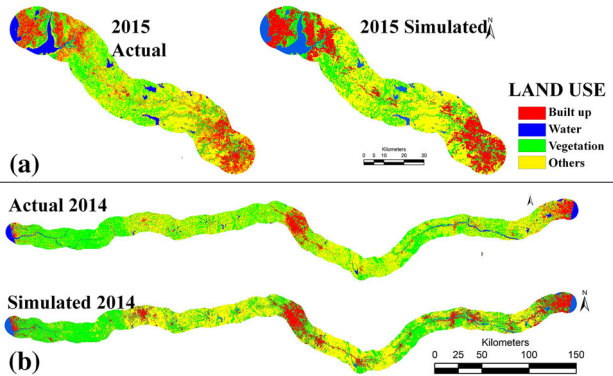 2015
Actual
2015 Simulated
N
LAND USE
Built up
Water
Vegetation
Others
Kilometers
0 5 10 20 30
(a)
Actual 2014
Simulated 2014
N
Kilometers
0 25 50 100 150
(b)